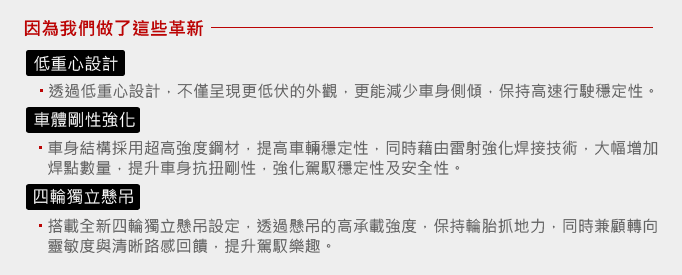 因為我們做了這些革新
低重心設計
透過低重心設計，不僅呈現更低伏的外觀，更能減少車身側傾，保持高速行駛穩定性。
車體剛性強化
車身結構採用超高強度鋼材，提高車輛穩定性，同時藉由雷射強化焊接技術，大幅增加
焊點數量，提升車身抗扭剛性，強化駕馭穩定性及安全性。
四輪獨立懸吊
搭載全新四輪獨立懸吊設定，透過懸吊的高承載強度，保持輪胎抓地力，同時兼顧轉向
靈敏度與清晰路感回饋，提升駕馭樂趣。